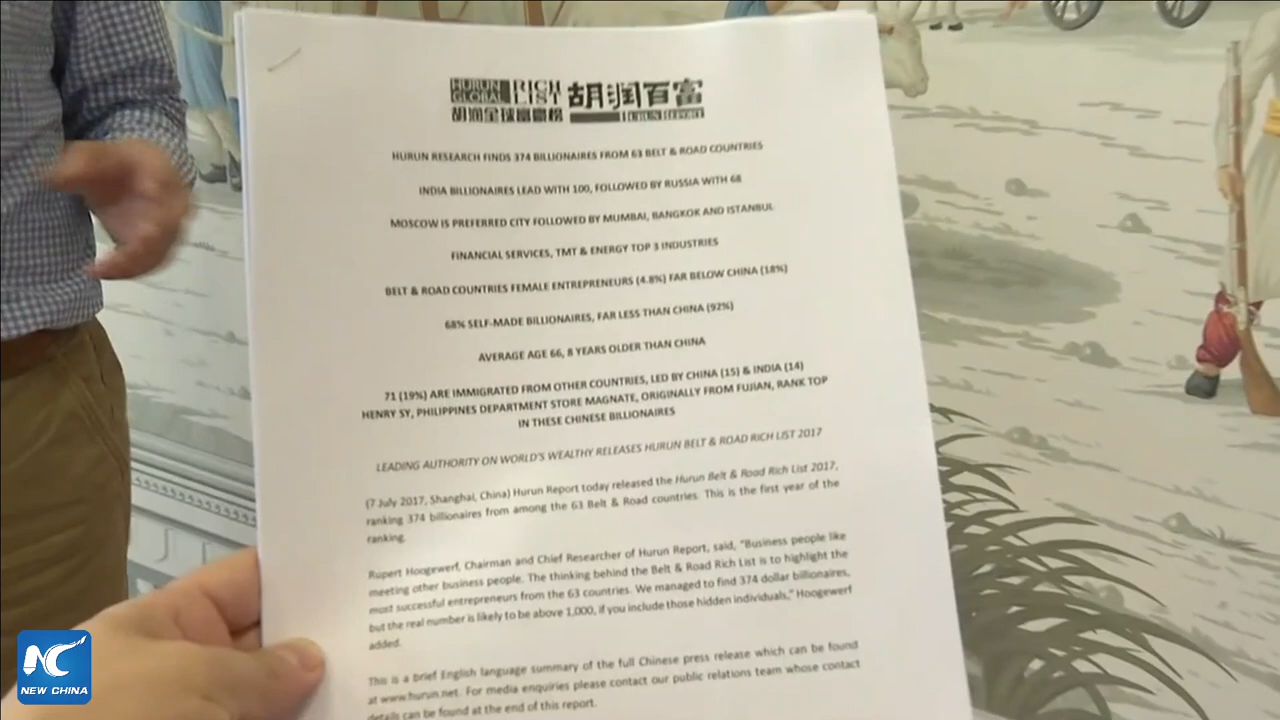 HURUN GLOBAL RICH LIST 胡润百富
胡润全球富豪榜 HURUN REPORT
HURUN RESEARCH FINDS 374 BILLIONAIRES FROM 63 BELT & ROAD COUNTRIES
INDIA BILLIONAIRES LEAD WITH 100, FOLLOWED BY RUSSIA WITH 68
MOSCOW IS PREFERRED CITY FOLLOWED BY MUMBAI, BANGKOK AND ISTANBUL
FINANCIAL SERVICES, TMT & ENERGY TOP 3 INDUSTRIES
BELT & ROAD COUNTRIES FEMALE ENTREPRENEURS (4.8%) FAR BELOW CHINA (18%)
68% SELF-MADE BILLIONAIRES, FAR LESS THAN CHINA (92%)
AVERAGE AGE 66, 8 YEARS OLDER THAN CHINA
71 (19%) ARE IMMIGRATED FROM OTHER COUNTRIES, LED BY CHINA (15) & INDIA (14)
HENRY SY, PHILIPPINES DEPARTMENT STORE MAGNATE, ORIGINALLY FROM FUJIAN, RANK TOP
IN THESE CHINESE BILLIONAIRES
LEADING AUTHORITY ON WORLD'S WEALTHY RELEASES HURUN BELT & ROAD RICH LIST 2017
(7 July 2017, Shanghai, China) Hurun Report today released the Hurun Belt & Road Rich List 2017,
ranking 374 billionaires from among the 63 Belt & Road countries. This is the first year of the
ranking.
Rupert Hoogewerf, Chairman and Chief Researcher of Hurun Report, said, "Business people like
meeting other business people. The thinking behind the Belt & Road Rich List is to highlight the
most successful entrepreneurs from the 63 countries. We managed to find 374 dollar billionaires,
but the real number is likely to be above 1,000, if you include those hidden individuals," Hoogewerf
added.
This is a brief English language summary of the full Chinese press release which can be found
at www.hurun.net. For media enquiries please contact our public relations team whose contact
details can be found at the end of this report.
NEW CHINA